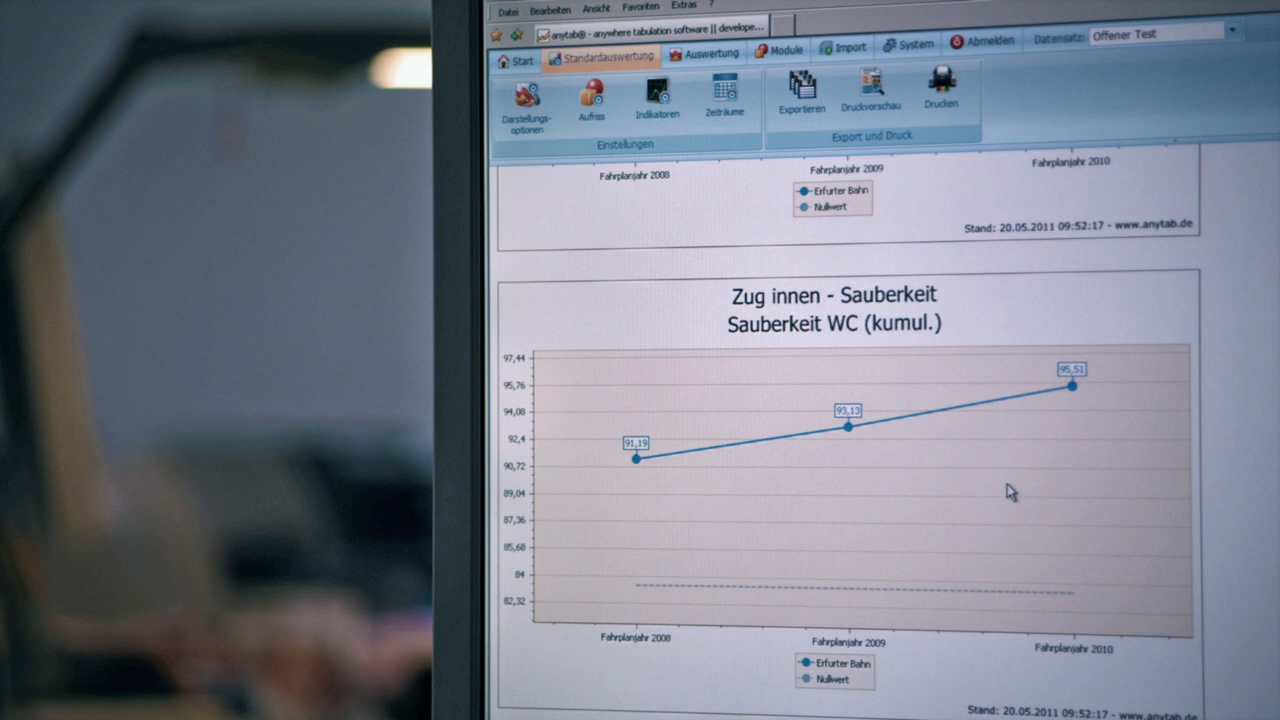 Datei Bearbeiten Ansicht Favoriten Extras ?
anytab® - anywhere tabulation software || develope...
Start Standardauswertung Auswertung Module Import System Abmelden Datensatz: Offener Test
Darstellungs-
optionen
Aufriss Indikatoren Zeiträume Exportieren Druckvorschau Drucken
Einstellungen Export und Druck
Fahrplanjahr 2008 Fahrplanjahr 2009 Fahrplanjahr 2010
Erfurter Bahn
Nullwert
Stand: 20.05.2011 09:52:17 - www.anytab.de
Zug innen - Sauberkeit
Sauberkeit WC (kumul.)
97,44
95,76
94,08
92,4
90,72
89,04
87,36
85,68
84
82,32
91,19
93,13
95,51
Fahrplanjahr 2008 Fahrplanjahr 2009 Fahrplanjahr 2010
Erfurter Bahn
Nullwert
Stand: 20.05.2011 09:52:17 - www.anytab.de